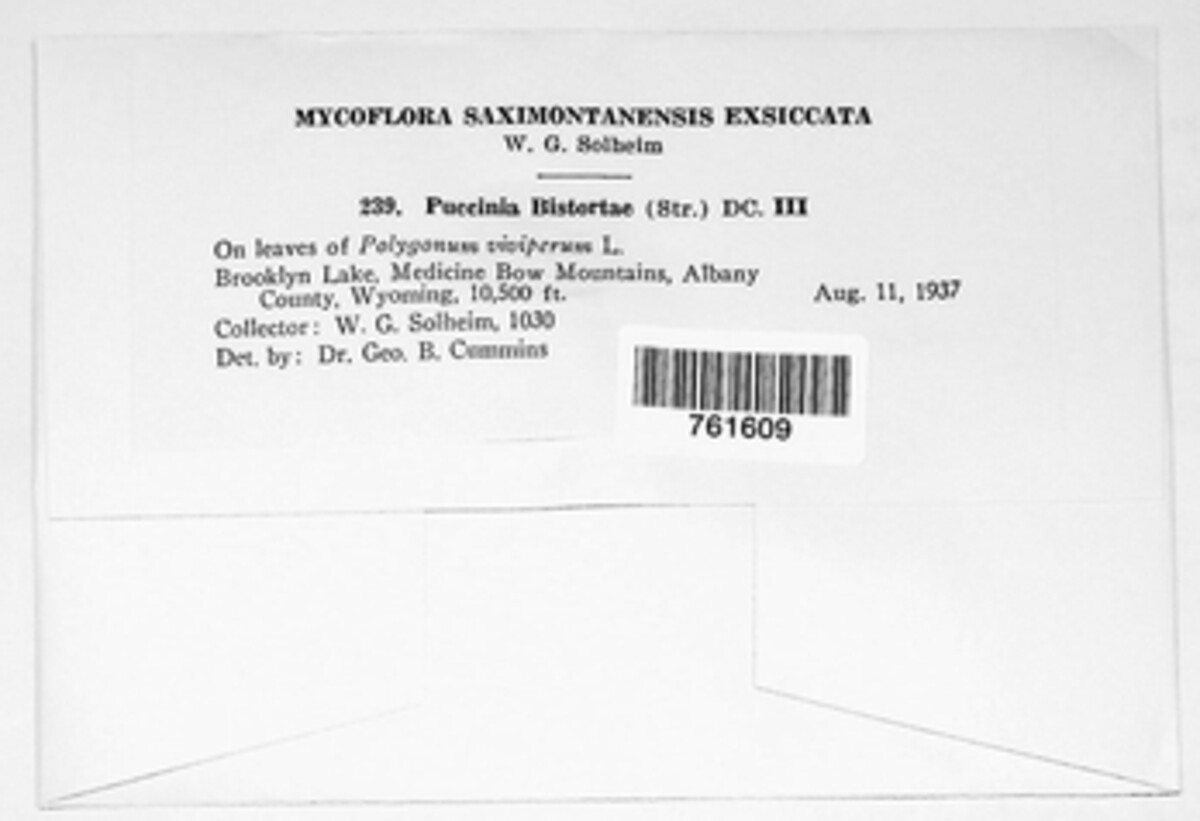 MYCOFLORA SAXIMONTANENSIS EXSICCATA
W. G. Solheim
239. Puccinia Bistortae (Str.) DC. III
On leaves of Polygonum viviperum L.
Brooklyn Lake, Medicine Bow Mountains, Albany
County, Wyoming, 10,500 ft. Aug. 11, 1937
Collector: W. G. Solheim, 1030
Det. by: Dr. Geo. B. Cummins
761609